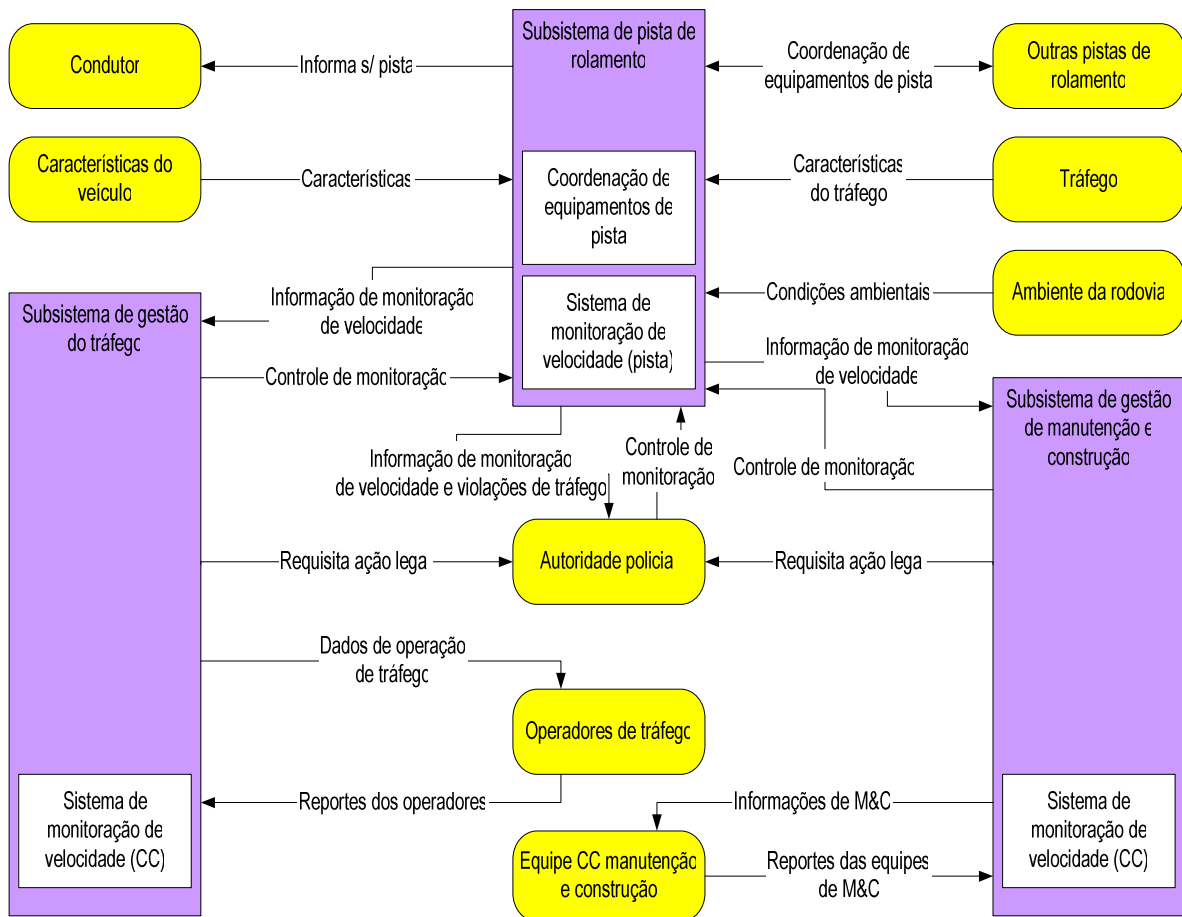 Condutor
Informa s/ pista
Subsistema de pista de
rolamento
Coordenação de
equipamentos de pista
Outras pistas de
rolamento
Características do
veículo
Características
Coordenação de
equipamentos de
pista
Características
do tráfego
Tráfego
Informação de monitoração
de velocidade
Sistema de
monitoração de
velocidade (pista)
Condições ambientais
Ambiente da rodovia
Subsistema de gestão
do tráfego
Controle de monitoração
Informação de monitoração
de velocidade
Subsistema de gestão
de manutenção e
construção
Informação de monitoração
de velocidade e violações de tráfego
Controle de
monitoração
Controle de monitoração
Requisita ação lega
Autoridade policia
Requisita ação lega
Dados de operação
de tráfego
Operadores de tráfego
Sistema de
monitoração de
velocidade (CC)
Reportes dos operadores
Informações de M&C
Equipe CC manutenção
e construção
Reportes das equipes
de M&C
Sistema de
monitoração de
velocidade (CC)